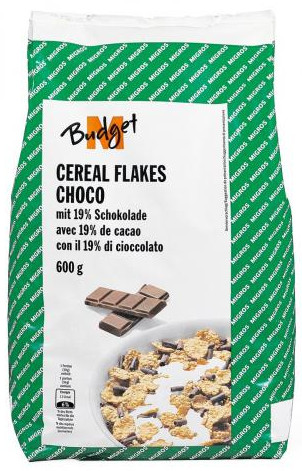 M
Budget
CEREAL FLAKES
CHOCO
mit 19% Schokolade
avec 19% de cacao
con il 19% di cioccolato
600 g
MIGROS